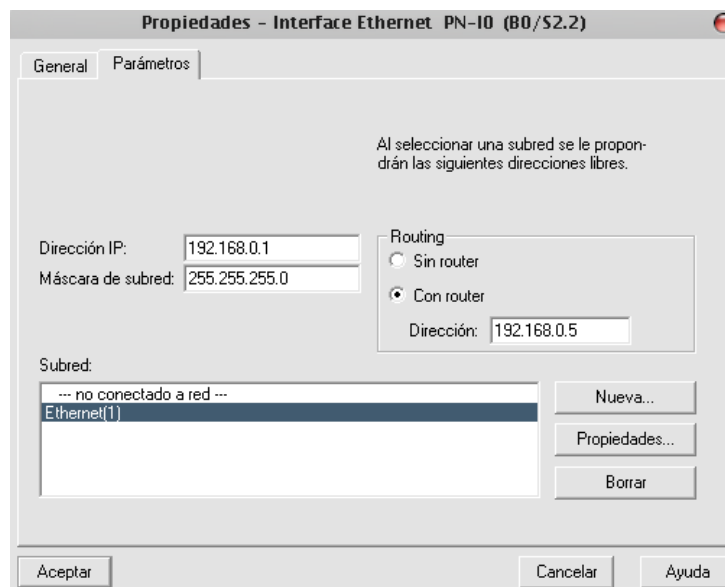 Propiedades - Interface Ethernet PN-IO (B0/S2.2)
General
Parámetros
Al seleccionar una subred se le propon-
drán las siguientes direcciones libres.
Dirección IP:
192.168.0.1
Máscara de subred:
255.255.255.0
Routing
Sin router
Con router
Dirección:
192.168.0.5
Subred:
--- no conectado a red ---
Ethernet(1)
Nueva...
Propiedades...
Borrar
Aceptar
Cancelar
Ayuda